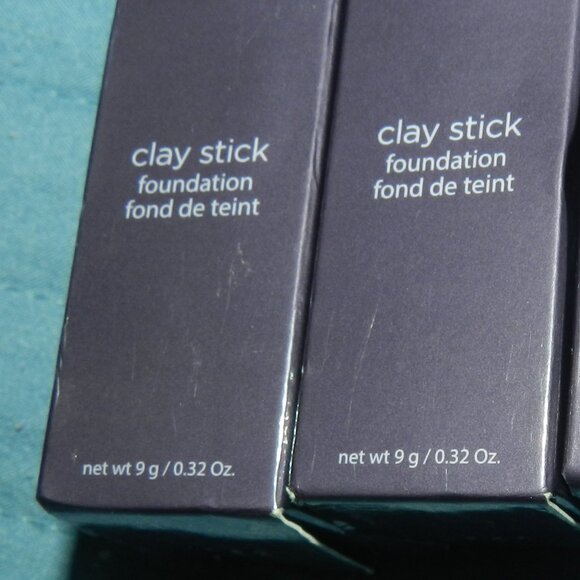 clay stick
foundation
fond de teint
net wt 9 g / 0.32 Oz.
clay stick
foundation
fond de teint
net wt 9 g / 0.32 Oz.